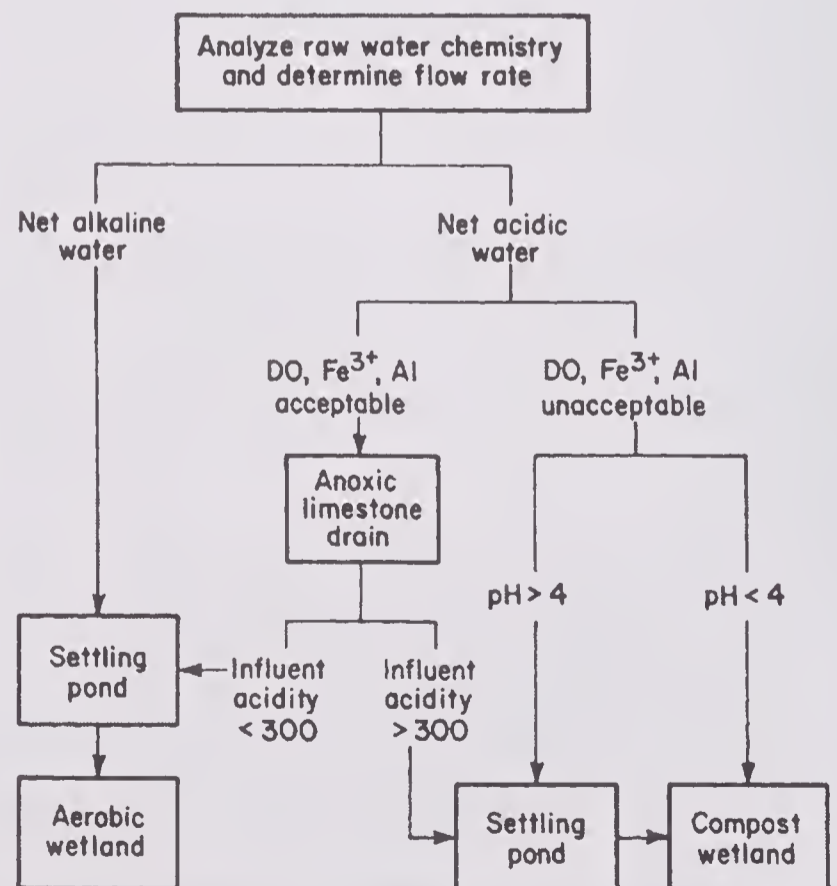 Analyze raw water chemistry
and determine flow rate
Net alkaline
water
Net acidic
water
DO, Fe³⁺, Al
acceptable
DO, Fe³⁺, Al
unacceptable
Anoxic
limestone
drain
pH > 4
pH < 4
Settling
pond
Influent
acidity
< 300
Influent
acidity
> 300
Aerobic
wetland
Settling
pond
Compost
wetland